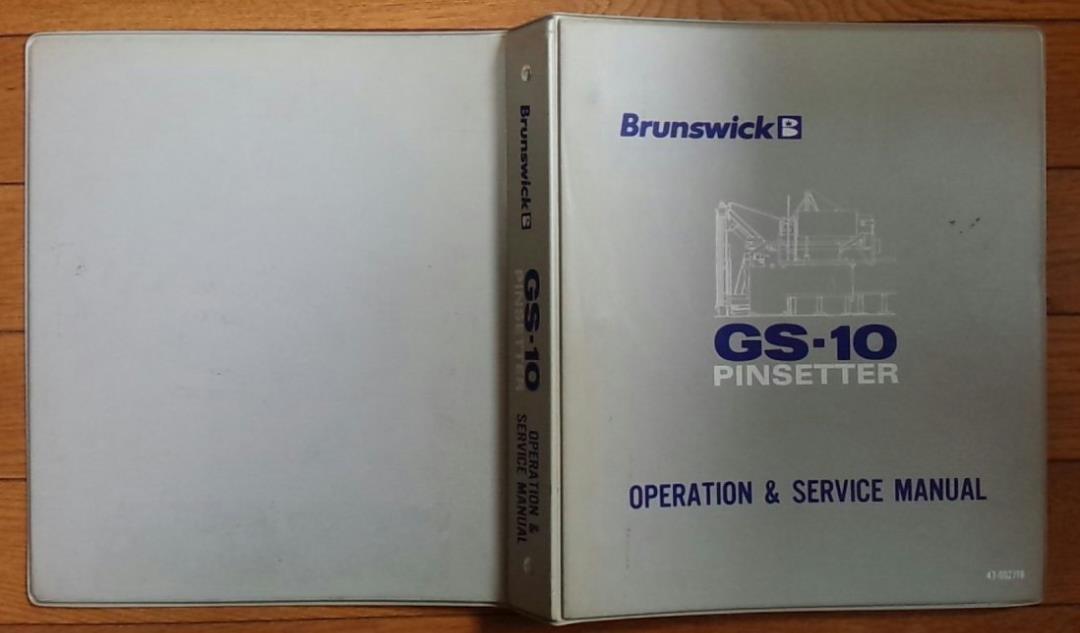 Brunswick B
GS-10
PINSETTER
OPERATION &
SERVICE MANUAL
Brunswick B
GS-10
PINSETTER
OPERATION & SERVICE MANUAL